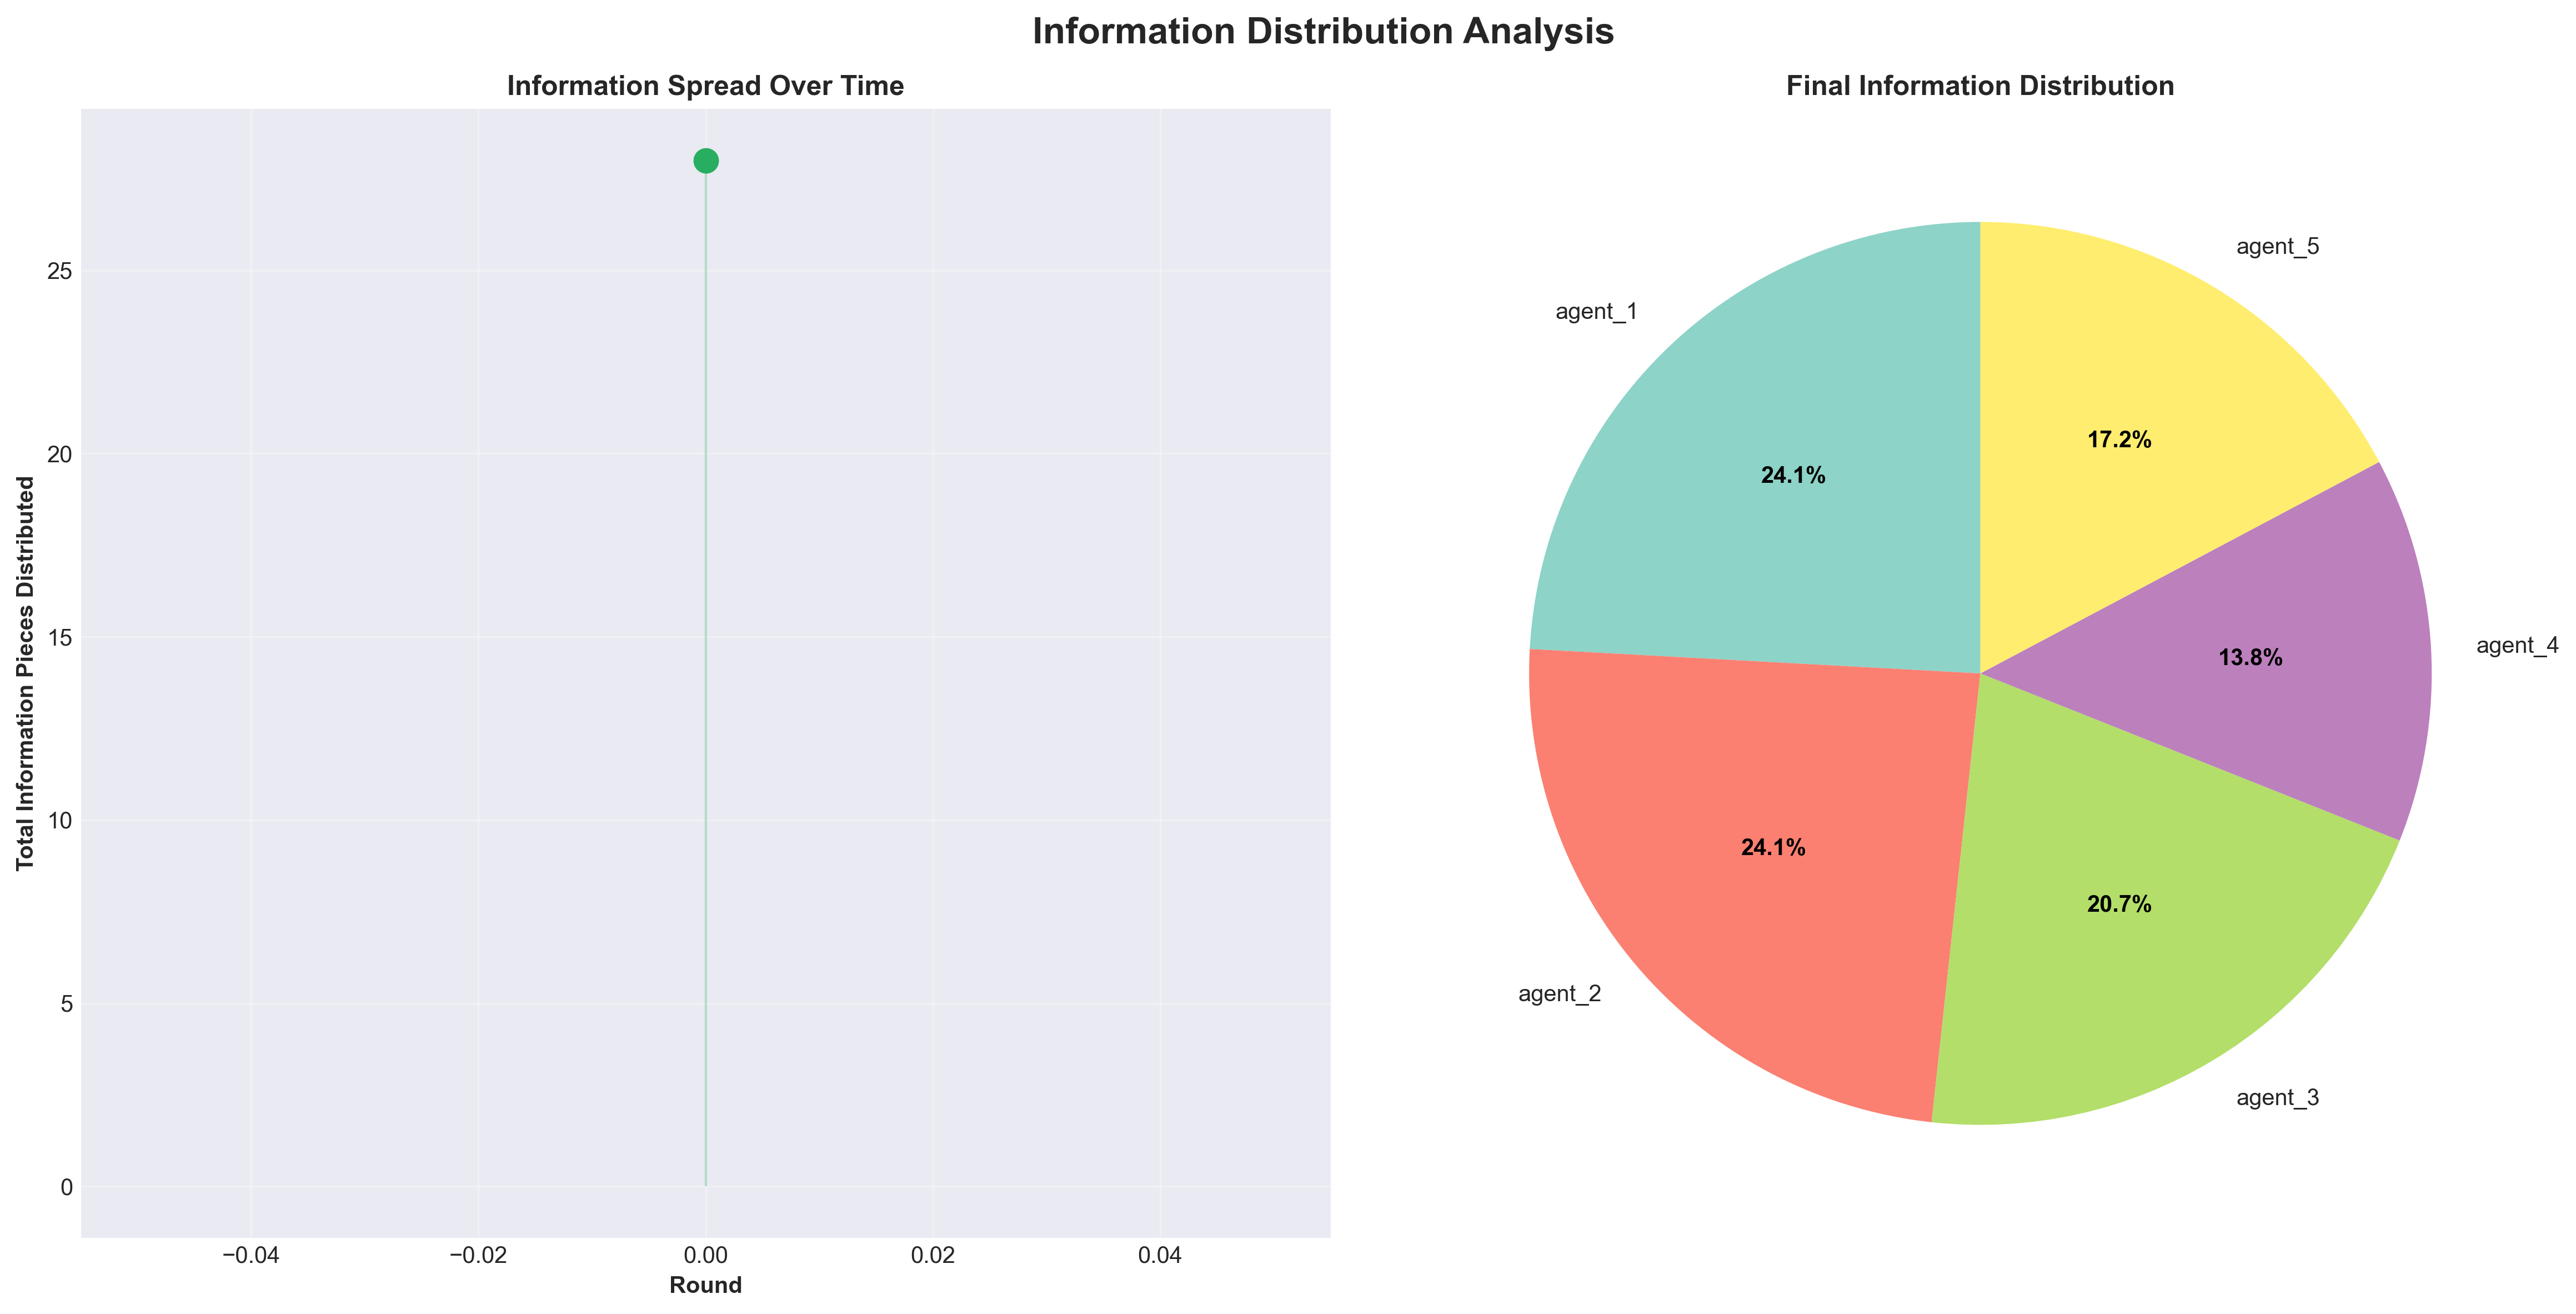 Information Distribution Analysis
Information Spread Over Time
Total Information Pieces Distributed
25
20
15
10
5
0
−0.04
−0.02
0.00
0.02
0.04
Round
Final Information Distribution
agent_1
24.1%
agent_2
24.1%
agent_3
20.7%
agent_4
13.8%
agent_5
17.2%